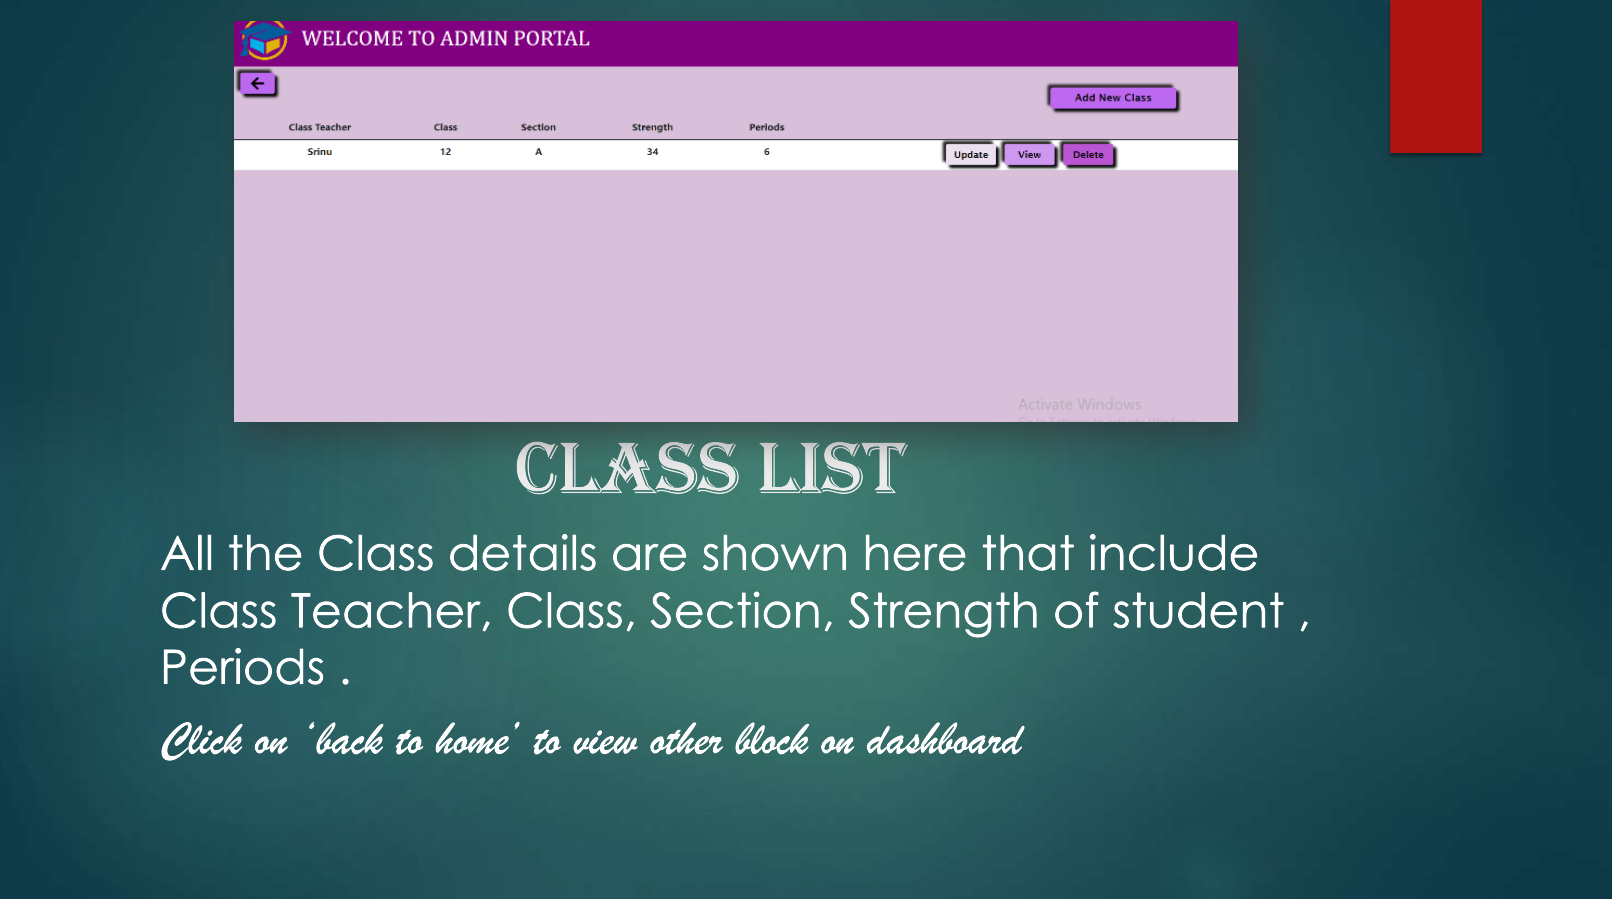 WELCOME TO ADMIN PORTAL
Add New Class
Class Teacher Class Section Strength Periods
Srinu 12 A 34 6 Update View Delete
Activate Windows
CLASS LIST
All the Class details are shown here that include
Class Teacher, Class, Section, Strength of student ,
Periods .
Click on ‘back to home’ to view other block on dashboard